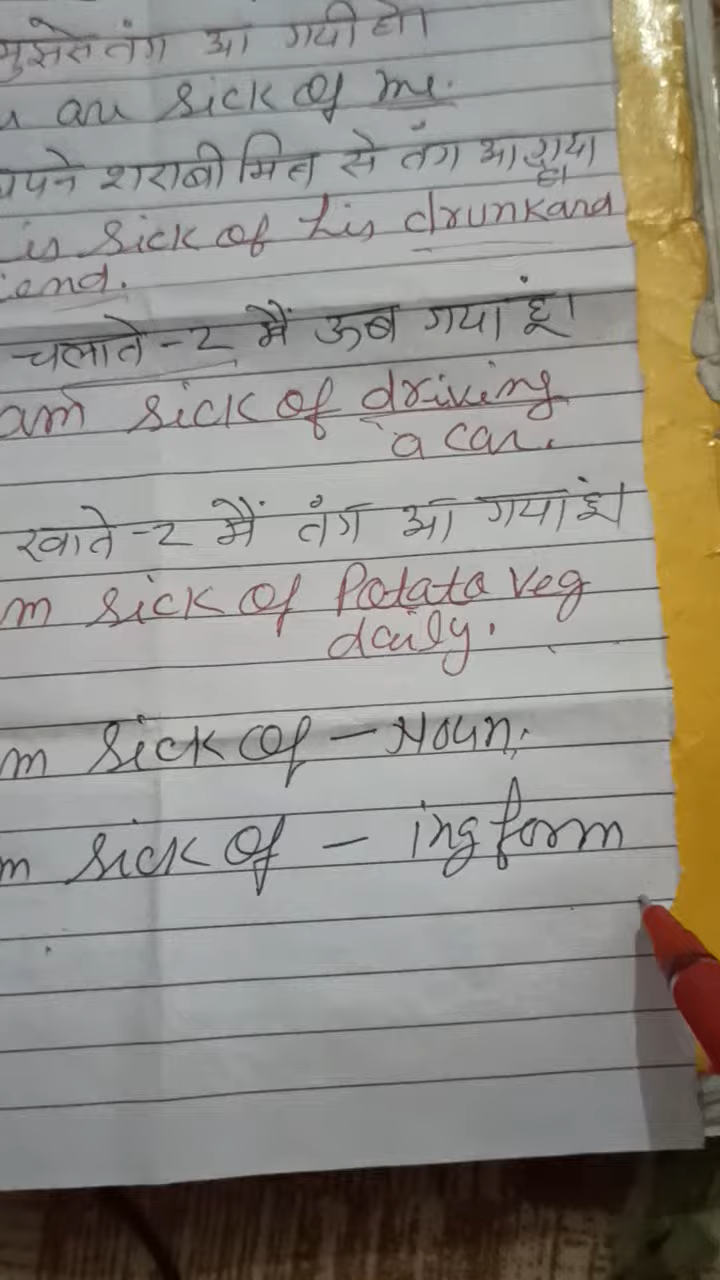 मुझसे तंग आ गयी हो।
u are sick of me.
अपने शराबी मित्र से तंग आ गया है।
is sick of his drunkard
iend.
चलाते-2 मैं ऊब गया हूं।
am sick of driving
a car.
खाते-2 मैं तंग आ गया हूं।
m sick of Potato veg
daily.
m sick of – Noun.
m sick of – ing form